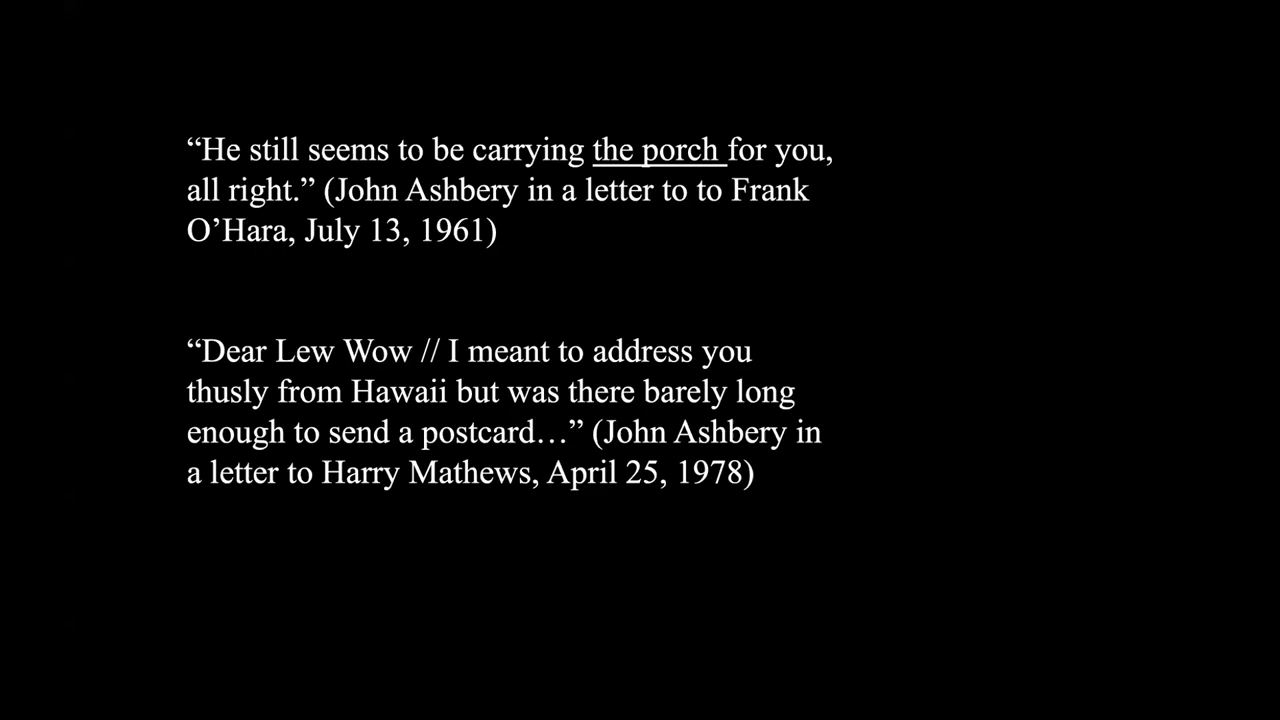 “He still seems to be carrying the porch for you,
all right.” (John Ashbery in a letter to to Frank
O’Hara, July 13, 1961)
“Dear Lew Wow // I meant to address you
thusly from Hawaii but was there barely long
enough to send a postcard…” (John Ashbery in
a letter to Harry Mathews, April 25, 1978)